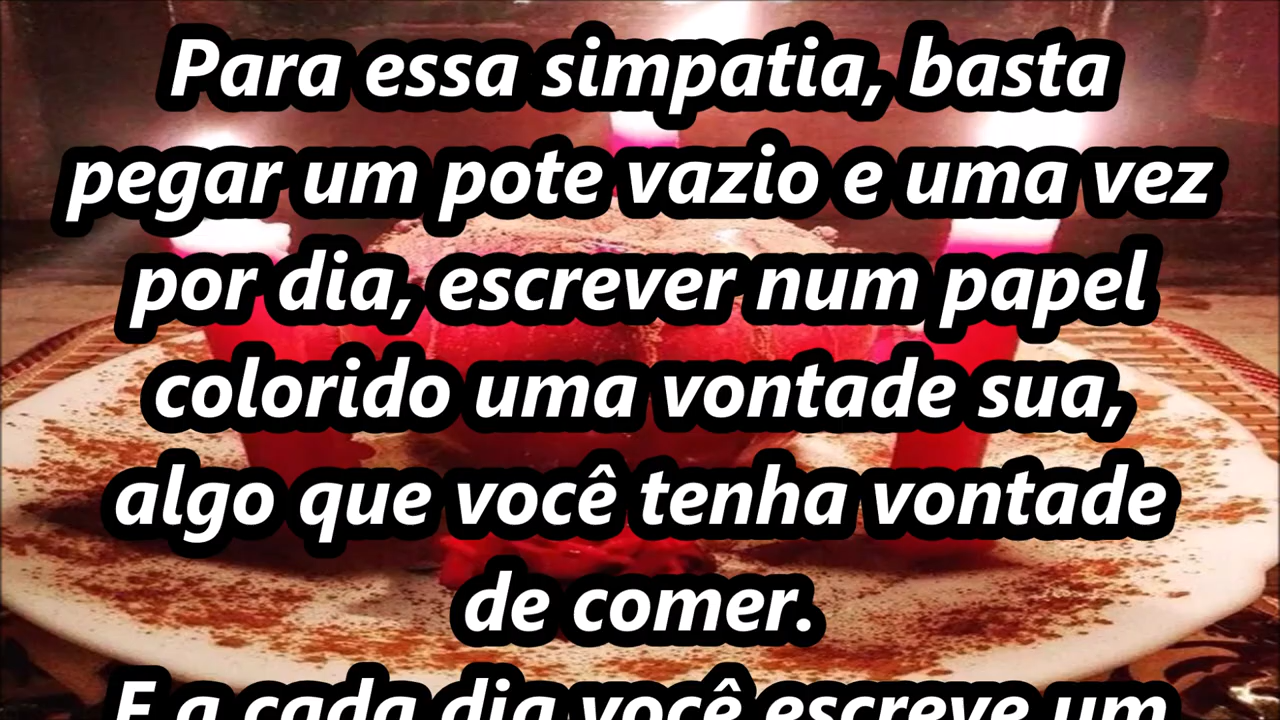 Para essa simpatia, basta
pegar um pote vazio e uma vez
por dia, escrever num papel
colorido uma vontade sua,
algo que você tenha vontade
de comer.
E a cada dia você escreve um